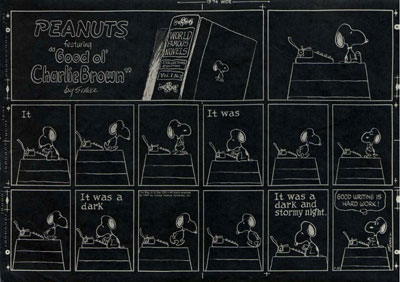 PEANUTS
featuring
"Good ol'
CharlieBrown"
by Schulz
WORLD
FAMOUS
NOVELS
It
It was
It was a
dark
It was a
dark and
stormy night.
GOOD WRITING IS
HARD WORK!